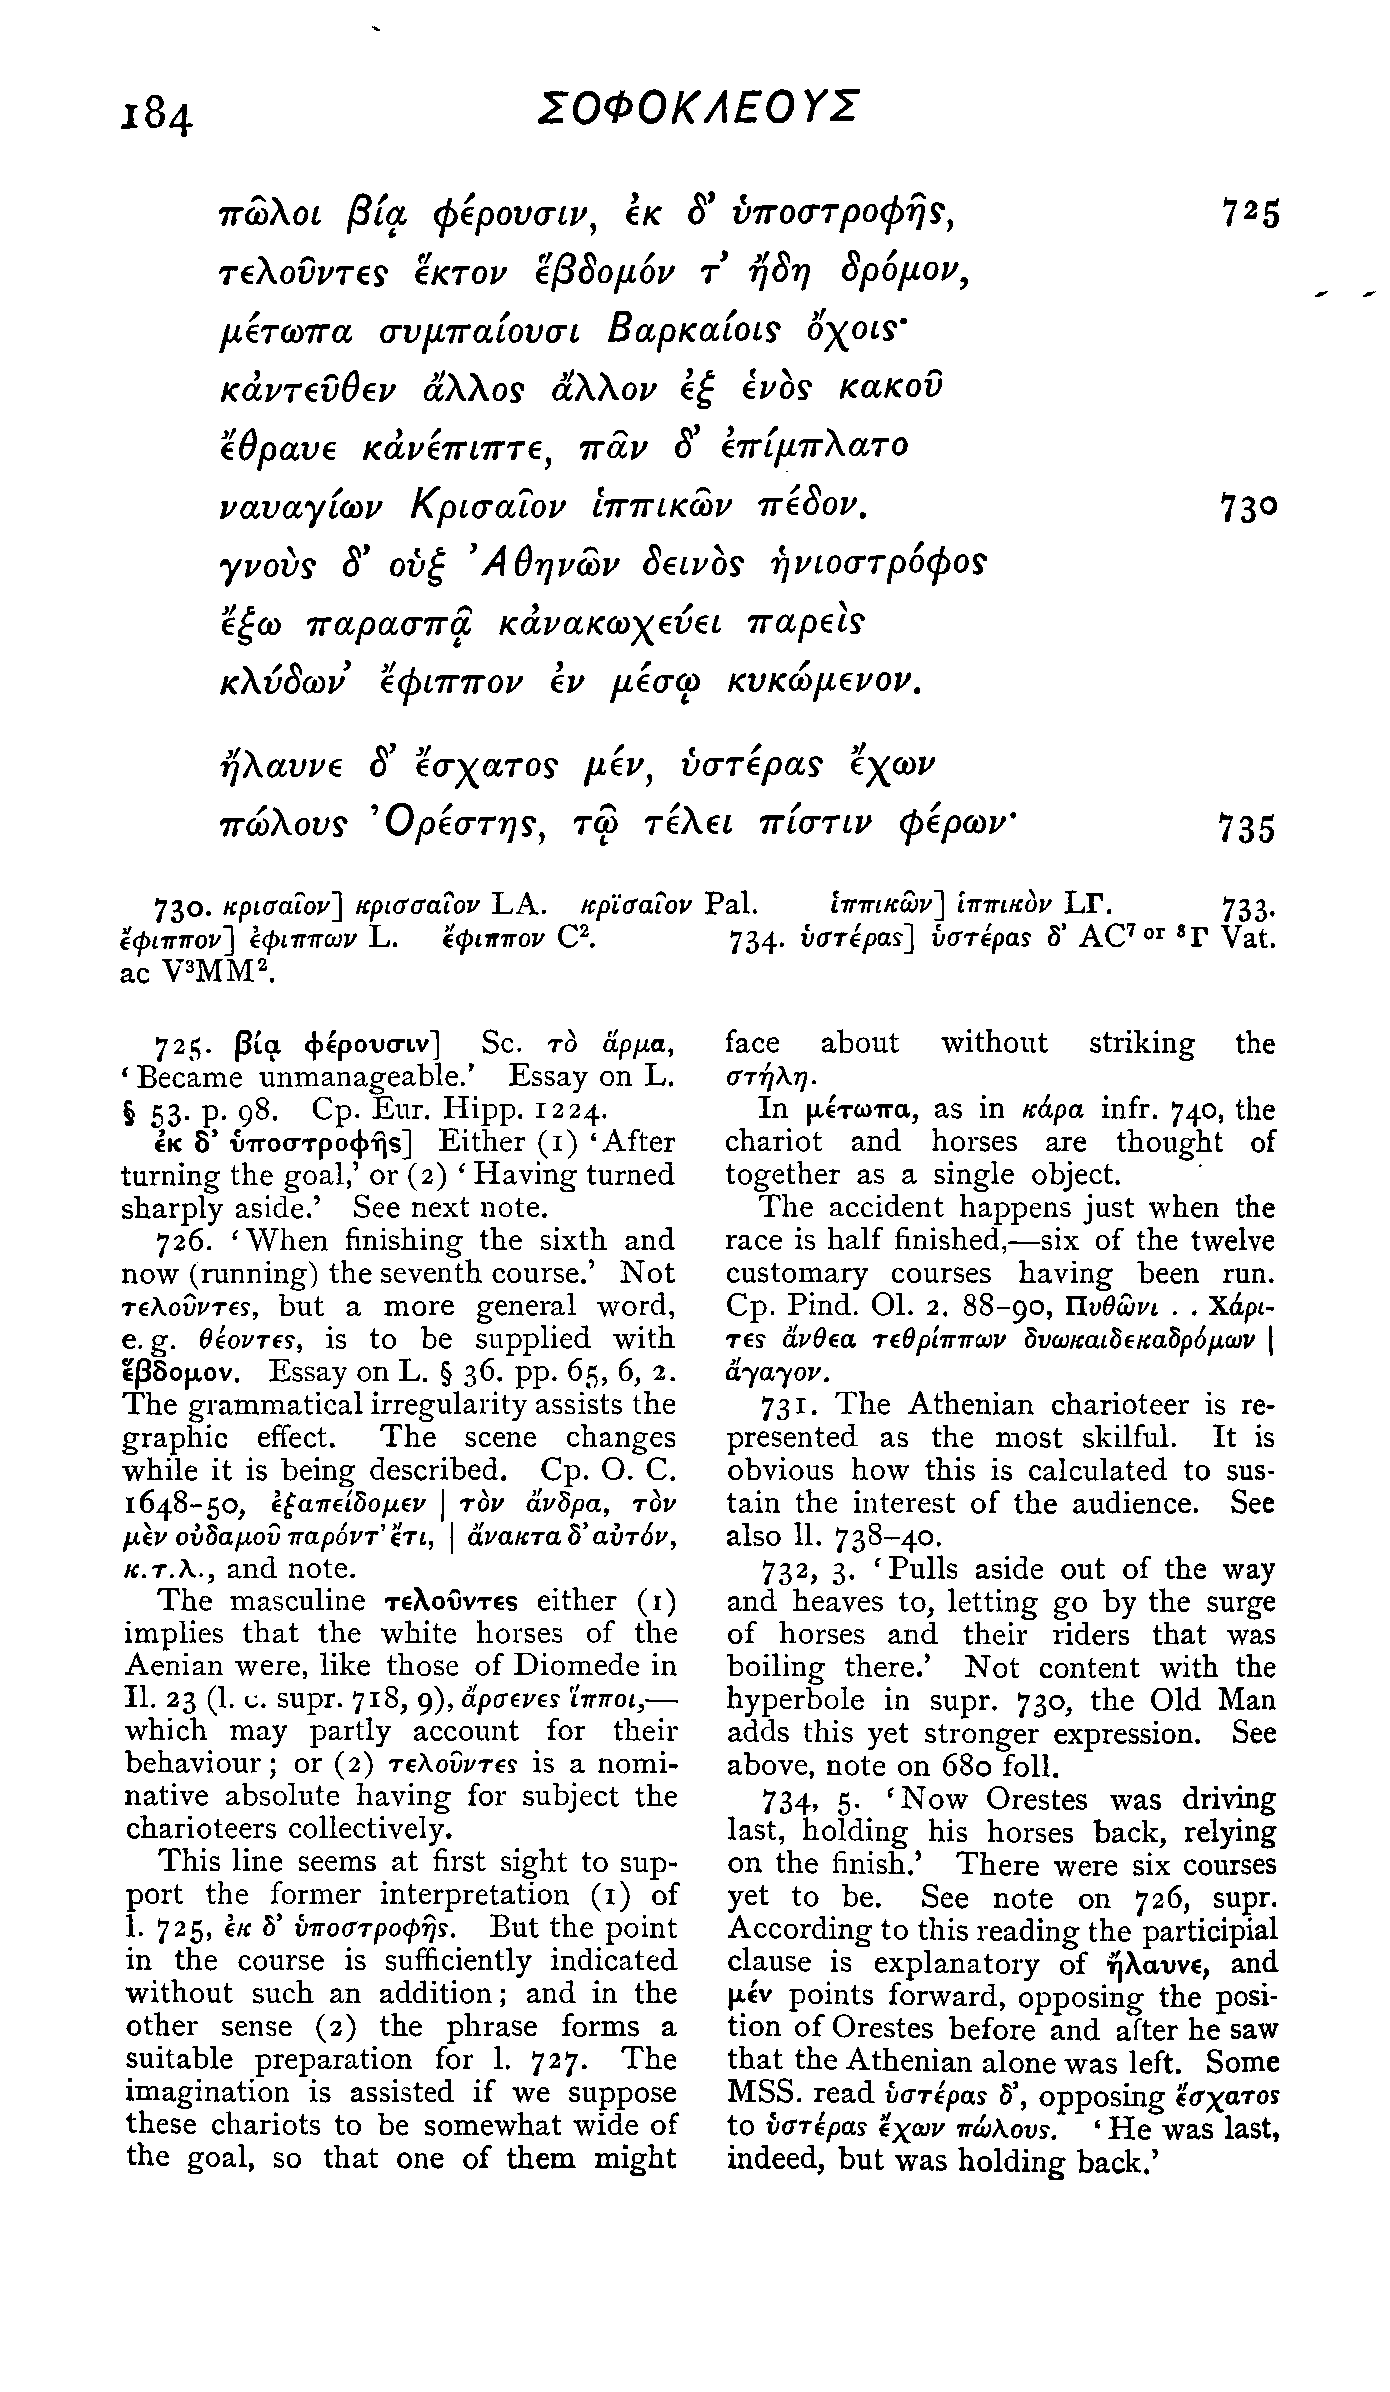 184
ΣΟΦΟΚΛΕΟΥΣ
πῶλοι βίᾳ φέρουσιν, ἐκ δ’ ὑποστροφῆς, 725
τελοῦντες ἕκτον ἕβδομόν τ’ ἤδη δρόμον,
μέτωπα συμπαίουσι Βαρκαίοις ὄχοις·
κἀντεῦθεν ἄλλος ἄλλον ἐξ ἑνὸς κακοῦ
ἔθραυε κἀνέπιπτε, πᾶν δ’ ἐπίμπλατο
ναυαγίων Κρισαῖον ἱππικῶν πέδον. 730
γνοὺς δ’ οὑξ Ἀθηνῶν δεινὸς ἡνιοστρόφος
ἔξω παρασπᾷ κἀνακωχεύει παρεὶς
κλύδων’ ἔφιππον ἐν μέσῳ κυκώμενον.
ἤλαυνε δ’ ἔσχατος μέν, ὑστέρας ἔχων
πώλους Ὀρέστης, τῷ τέλει πίστιν φέρων· 735
730. κρισαῖον] κρισσαῖον LA. κρϊσαῖον Pal. ἱππικῶν] ἱππικὸν LΓ. 733.
ἔφιππον] ἐφιππων L. ἔφιππον C². 734. ὑστέρας] ὑστέρας δ’ AC⁷ ᵒʳ ⁸Γ Vat.
ac V³MM².
725. βίᾳ φέρουσιν] Sc. τὸ ἅρμα,
‘Became unmanageable.’ Essay on L.
§ 53. p. 98. Cp. Eur. Hipp. 1224.
ἐκ δ’ ὑποστροφῆς] Either (1) ‘After
turning the goal,’ or (2) ‘Having turned
sharply aside.’ See next note.
726. ‘When finishing the sixth and
now (running) the seventh course.’ Not
τελοῦντες, but a more general word,
e.g. θέοντες, is to be supplied with
ἕβδομον. Essay on L. § 36. pp. 65, 6, 2.
The grammatical irregularity assists the
graphic effect. The scene changes
while it is being described. Cp. O. C.
1648-50, ἐξαπείδομεν | τὸν ἄνδρα, τὸν
μὲν οὐδαμοῦ παρόντ’ ἔτι, | ἄνακτα δ’ αὐτόν,
κ.τ.λ., and note.
The masculine τελοῦντες either (1)
implies that the white horses of the
Aenian were, like those of Diomede in
Il. 23 (l. c. supr. 718, 9), ἄρσενες ἵπποι,—
which may partly account for their
behaviour; or (2) τελοῦντες is a nomi-
native absolute having for subject the
charioteers collectively.
This line seems at first sight to sup-
port the former interpretation (1) of
l. 725, ἐκ δ’ ὑποστροφῆς. But the point
in the course is sufficiently indicated
without such an addition; and in the
other sense (2) the phrase forms a
suitable preparation for l. 727. The
imagination is assisted if we suppose
these chariots to be somewhat wide of
the goal, so that one of them might
face about without striking the
στήλη.
In μέτωπα, as in κάρα infr. 740, the
chariot and horses are thought of
together as a single object.
The accident happens just when the
race is half finished,—six of the twelve
customary courses having been run.
Cp. Pind. Ol. 2. 88-90, Πυθῶνι . . Χάρι-
τες ἄνθεα τεθρίππων δυωκαιδεκαδρόμων |
ἄγαγον.
731. The Athenian charioteer is re-
presented as the most skilful. It is
obvious how this is calculated to sus-
tain the interest of the audience. See
also ll. 738-40.
732, 3. ‘Pulls aside out of the way
and heaves to, letting go by the surge
of horses and their riders that was
boiling there.’ Not content with the
hyperbole in supr. 730, the Old Man
adds this yet stronger expression. See
above, note on 680 foll.
734, 5. ‘Now Orestes was driving
last, holding his horses back, relying
on the finish.’ There were six courses
yet to be. See note on 726, supr.
According to this reading the participial
clause is explanatory of ἤλαυνε, and
μέν points forward, opposing the posi-
tion of Orestes before and after he saw
that the Athenian alone was left. Some
MSS. read ὑστέρας δ’, opposing ἔσχατος
to ὑστέρας ἔχων πώλους. ‘He was last,
indeed, but was holding back.’